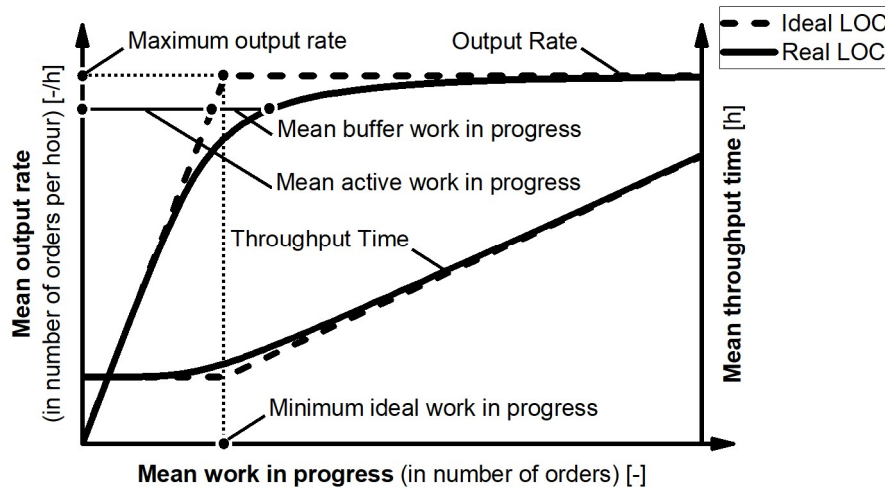 Ideal LOC
Real LOC
Maximum output rate
Output Rate
Mean buffer work in progress
Mean active work in progress
Throughput Time
Minimum ideal work in progress
Mean output rate
(in number of orders per hour) [-/h]
Mean throughput time [h]
Mean work in progress (in number of orders) [-]